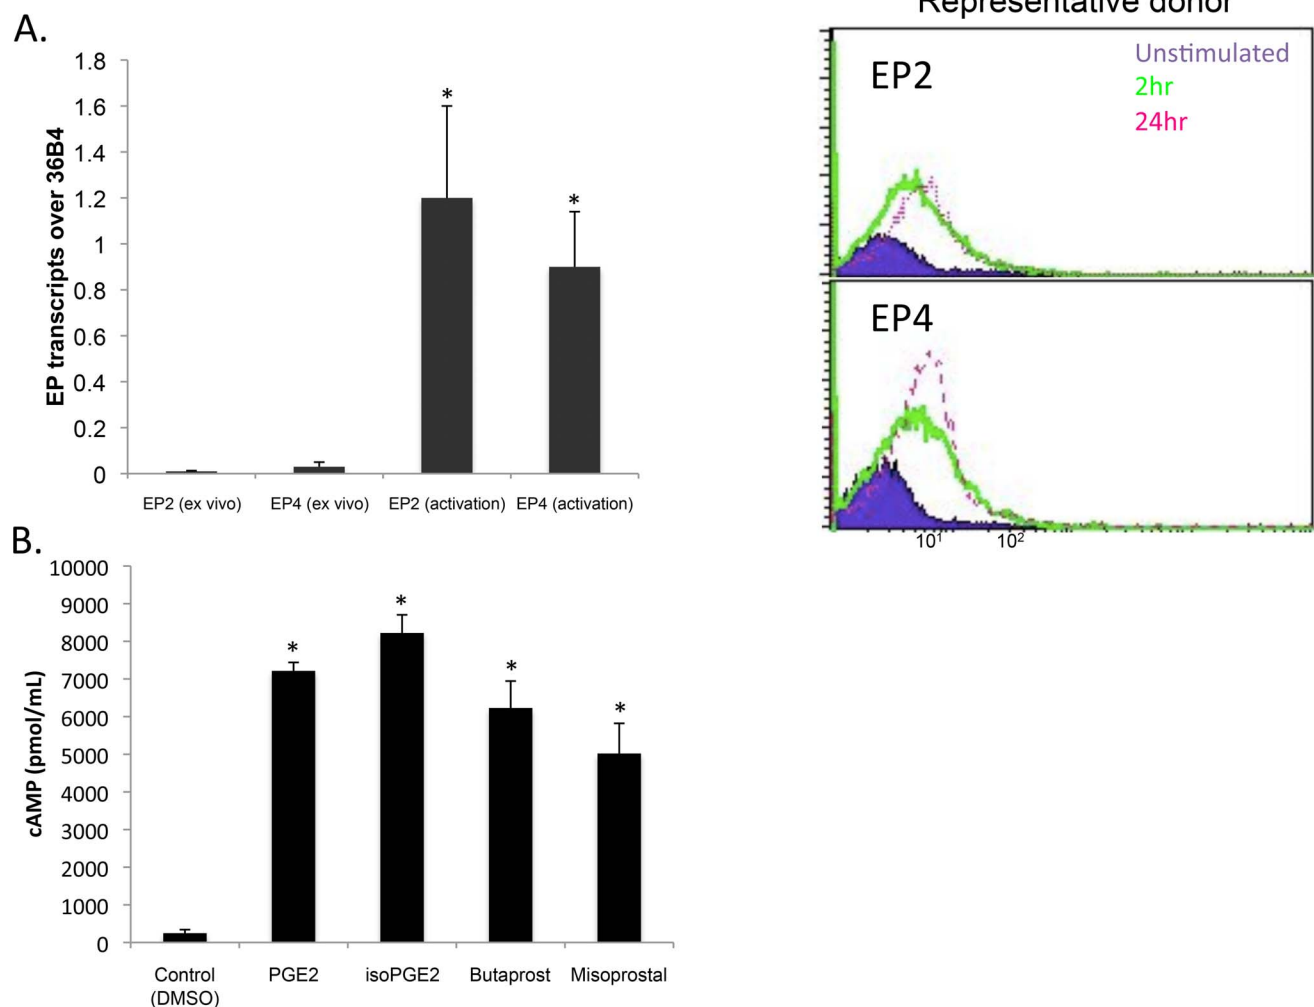 A.
EP transcripts over 36B4
1.8
1.6
1.4
1.2
1
0.8
0.6
0.4
0.2
0
*
*
EP2 (ex vivo)
EP4 (ex vivo)
EP2 (activation)
EP4 (activation)
Representative donor
EP2
Unstimulated
2hr
24hr
EP4
10¹
10²
B.
cAMP (pmol/mL)
10000
9000
8000
7000
6000
5000
4000
3000
2000
1000
0
*
*
*
*
Control
(DMSO)
PGE2
isoPGE2
Butaprost
Misoprostal